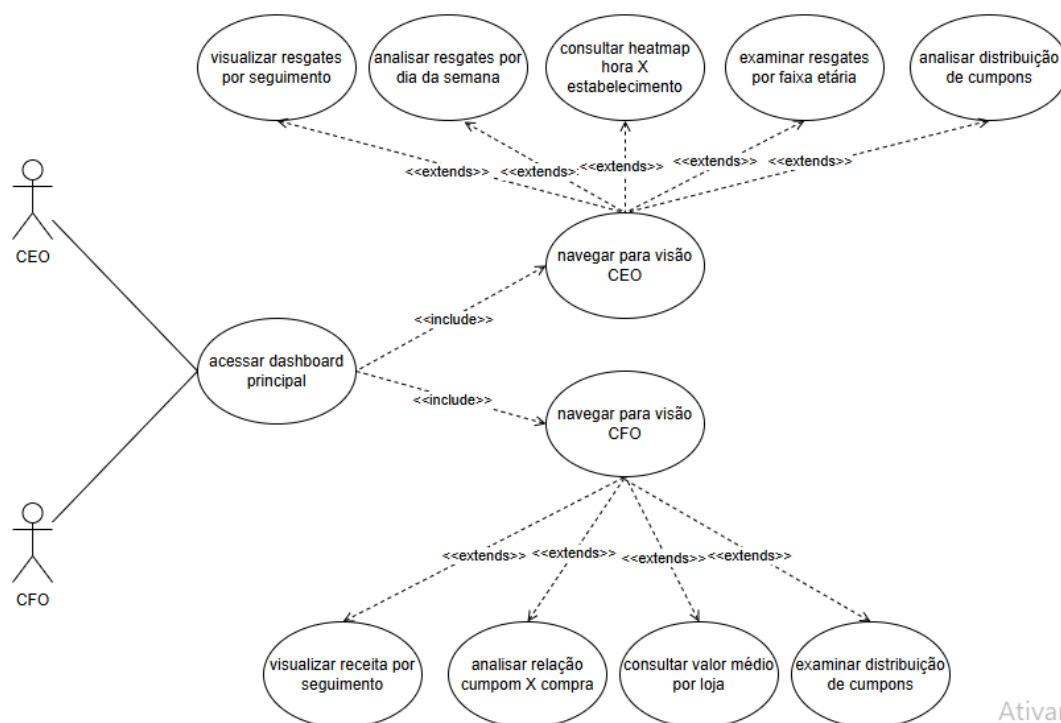 visualizar resgates
por seguimento
analisar resgates por
dia da semana
consultar heatmap
hora X
estabelecimento
examinar resgates
por faixa etária
analisar distribuição
de cumpons
<<extends>>
<<extends>>
<<extends>>
<<extends>>
<<extends>>
CEO
navegar para visão
CEO
<<include>>
acessar dashboard
principal
<<include>>
navegar para visão
CFO
CFO
<<extends>>
<<extends>>
<<extends>>
<<extends>>
visualizar receita por
seguimento
analisar relação
cumpom X compra
consultar valor médio
por loja
examinar distribuição
de cumpons
Ativar